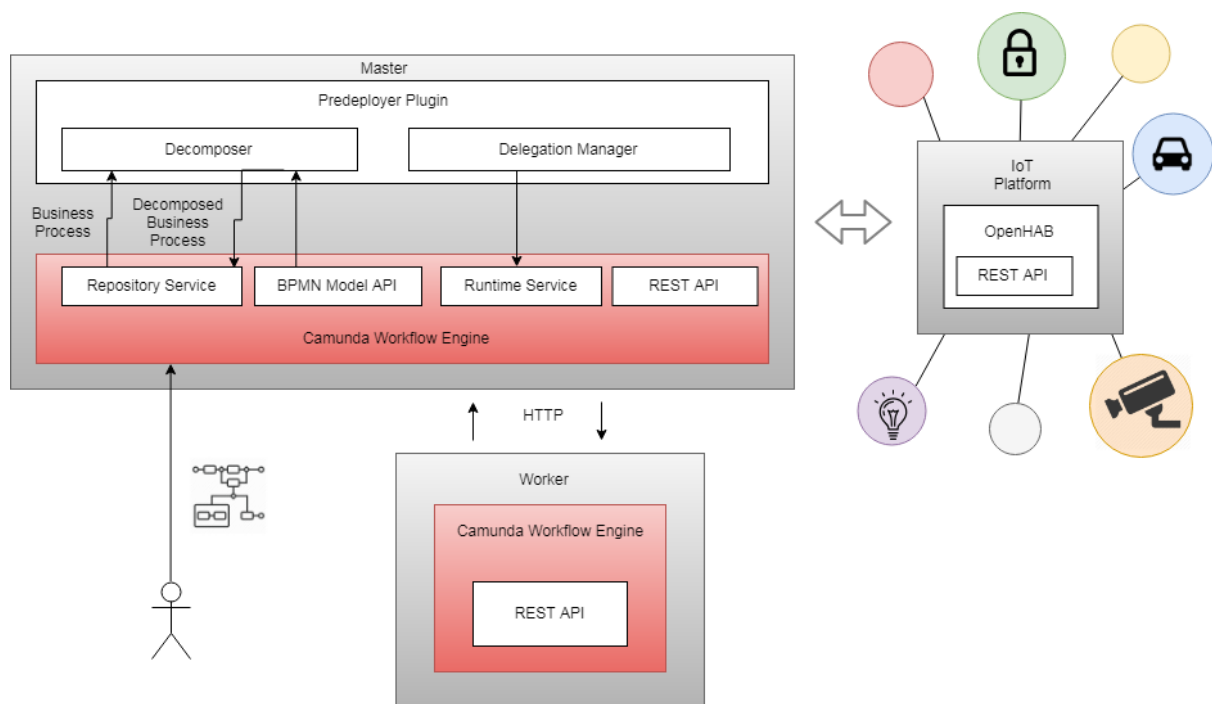 Master
Predeployer Plugin
Decomposer
Delegation Manager
Business
Process
Decomposed
Business
Process
Repository Service
BPMN Model API
Runtime Service
REST API
Camunda Workflow Engine
HTTP
Worker
Camunda Workflow Engine
REST API
IoT
Platform
OpenHAB
REST API